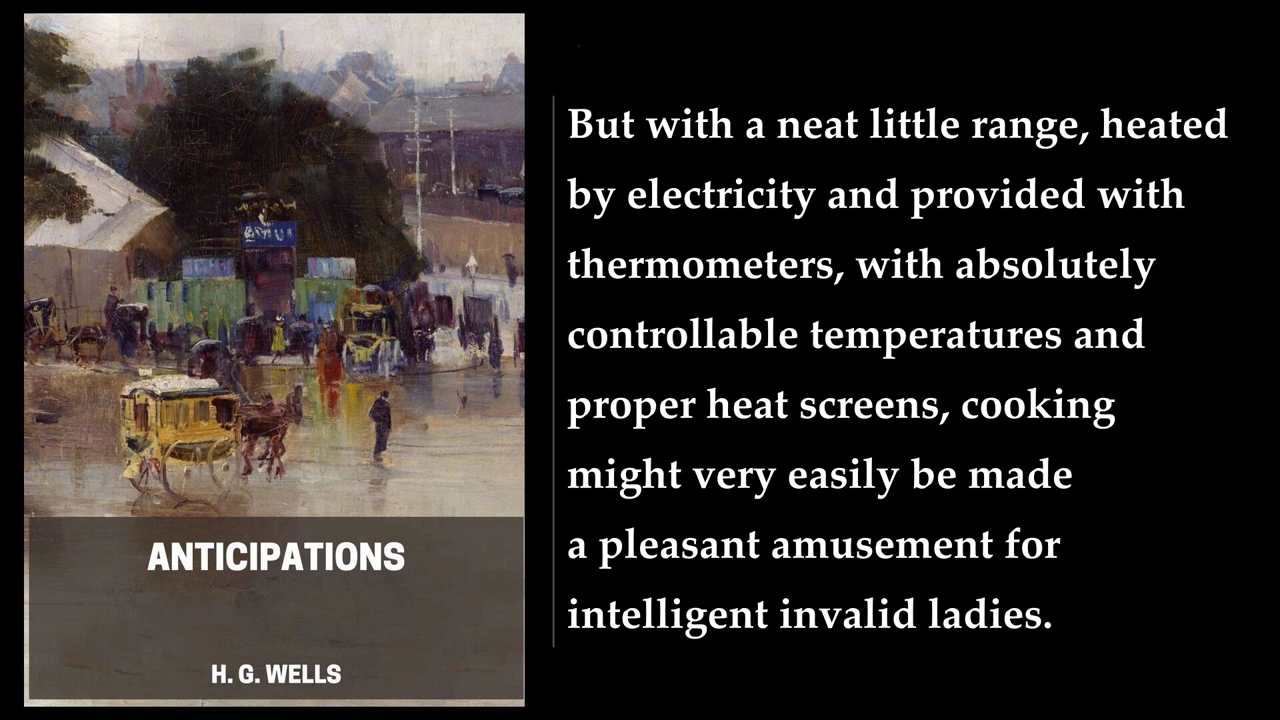 ANTICIPATIONS
H. G. WELLS
But with a neat little range, heated
by electricity and provided with
thermometers, with absolutely
controllable temperatures and
proper heat screens, cooking
might very easily be made
a pleasant amusement for
intelligent invalid ladies.